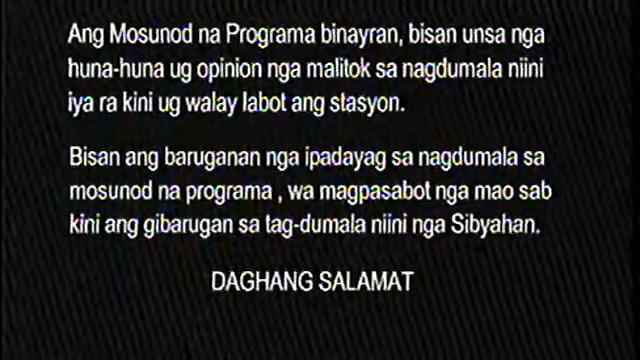 Ang Mosunod na Programa binayran, bisan unsa nga
huna-huna ug opinion nga malitok sa nagdumala niini
iya ra kini ug walay labot ang stasyon.
Bisan ang baruganan nga ipadayag sa nagdumala sa
mosunod na programa , wa magpasabot nga mao sab
kini ang gibarugan sa tag-dumala niini nga Sibyahan.
DAGHANG SALAMAT